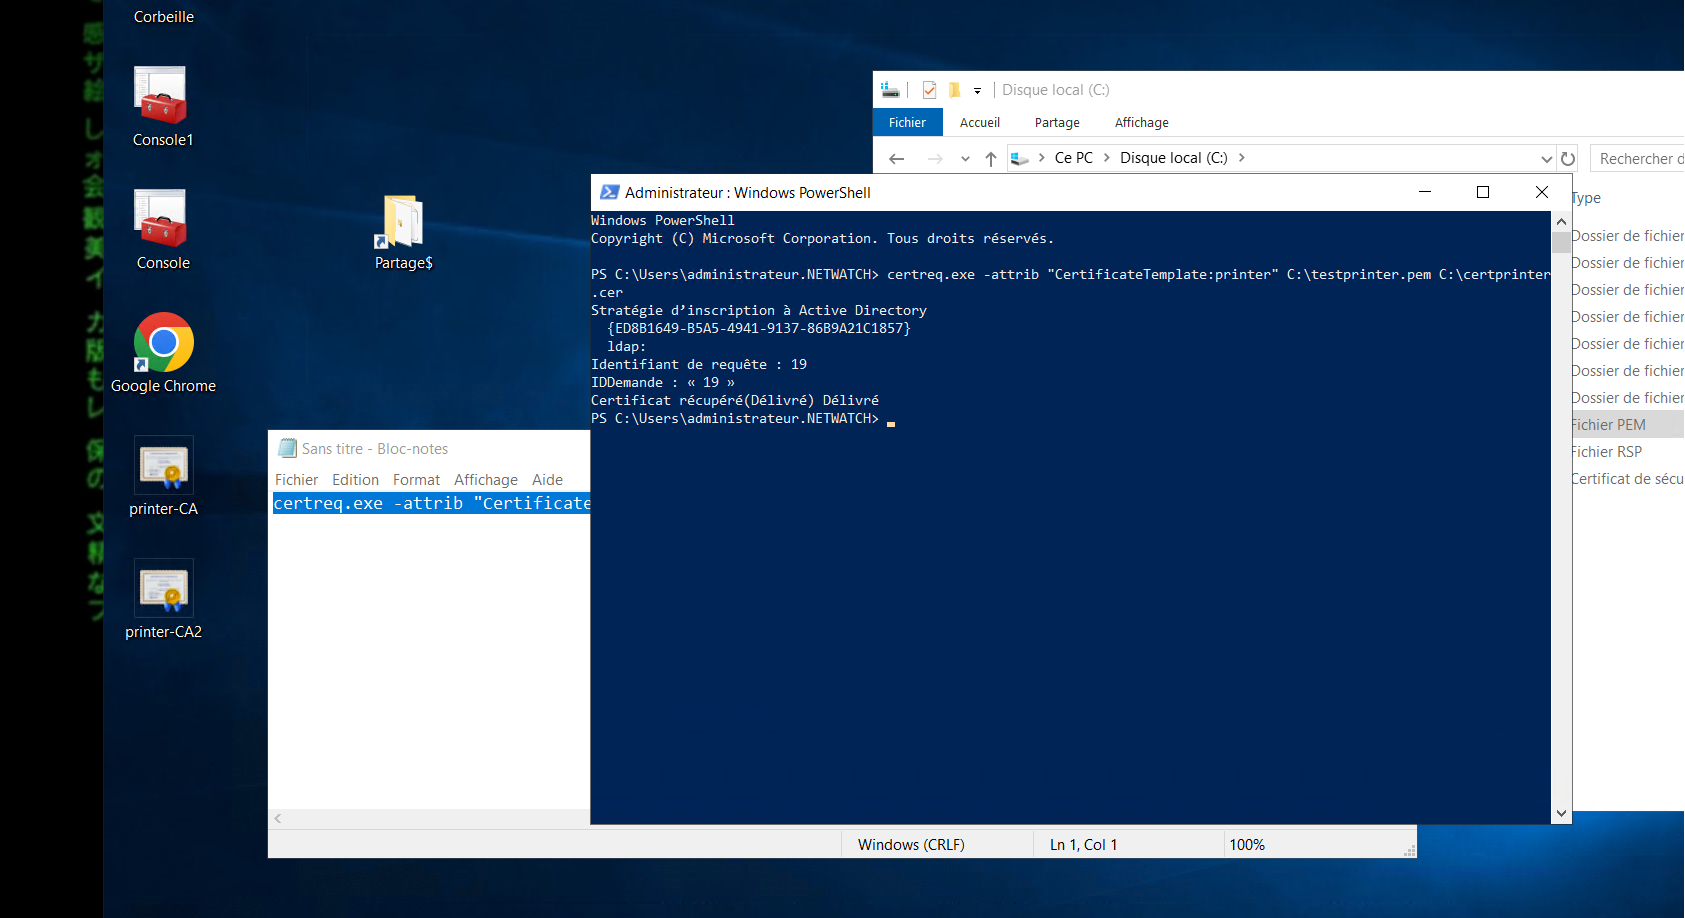 Corbeille
Console1
Console
Google Chrome
printer-CA
printer-CA2
Partage$
Disque local (C:)
Fichier Accueil Partage Affichage
Ce PC > Disque local (C:) >
Rechercher d
Type
Dossier de fichier
Dossier de fichier
Dossier de fichier
Dossier de fichier
Dossier de fichier
Dossier de fichier
Dossier de fichier
Fichier PEM
Fichier RSP
Certificat de sécu
Administrateur : Windows PowerShell
Windows PowerShell
Copyright (C) Microsoft Corporation. Tous droits réservés.
PS C:\Users\administrateur.NETWATCH> certreq.exe -attrib "CertificateTemplate:printer" C:\testprinter.pem C:\certprinter
.cer
Stratégie d’inscription à Active Directory
{ED8B1649-B5A5-4941-9137-86B9A21C1857}
ldap:
Identifiant de requête : 19
IDDemande : « 19 »
Certificat récupéré(Délivré) Délivré
PS C:\Users\administrateur.NETWATCH>
Sans titre - Bloc-notes
Fichier Edition Format Affichage Aide
certreq.exe -attrib "Certificate
Windows (CRLF) Ln 1, Col 1 100%